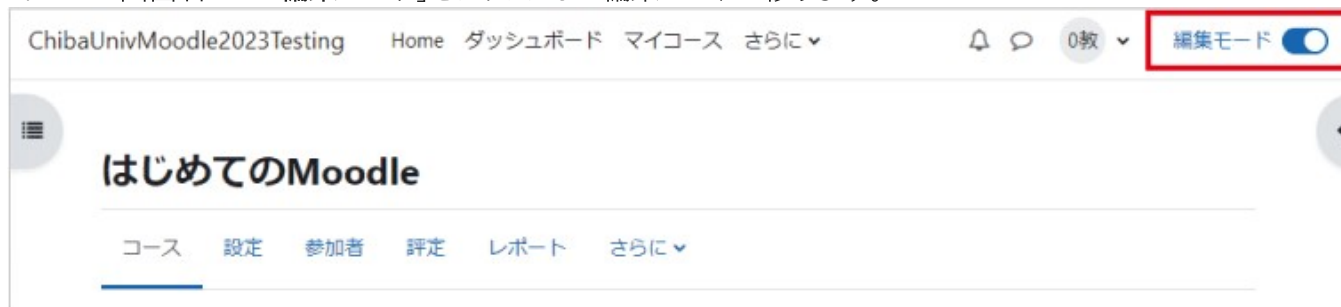 ChibaUnivMoodle2023Testing Home ダッシュボード マイコース さらに 0教 編集モード
はじめてのMoodle
コース 設定 参加者 評定 レポート さらに